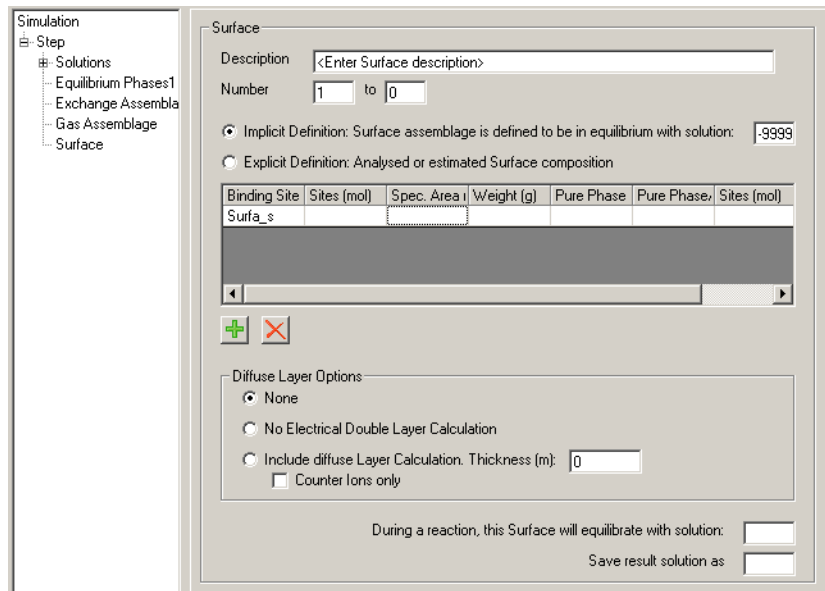 Simulation
Step
Solutions
Equilibrium Phases1
Exchange Assembla
Gas Assemblage
Surface
Surface
Description <Enter Surface description>
Number 1 to 0
Implicit Definition: Surface assemblage is defined to be in equilibrium with solution: -9999
Explicit Definition: Analysed or estimated Surface composition
Binding Site Sites (mol) Spec. Area Weight (g) Pure Phase Pure Phase Sites (mol)
Surfa_s
Diffuse Layer Options
None
No Electrical Double Layer Calculation
Include diffuse Layer Calculation. Thickness (m): 0
Counter Ions only
During a reaction, this Surface will equilibrate with solution:
Save result solution as